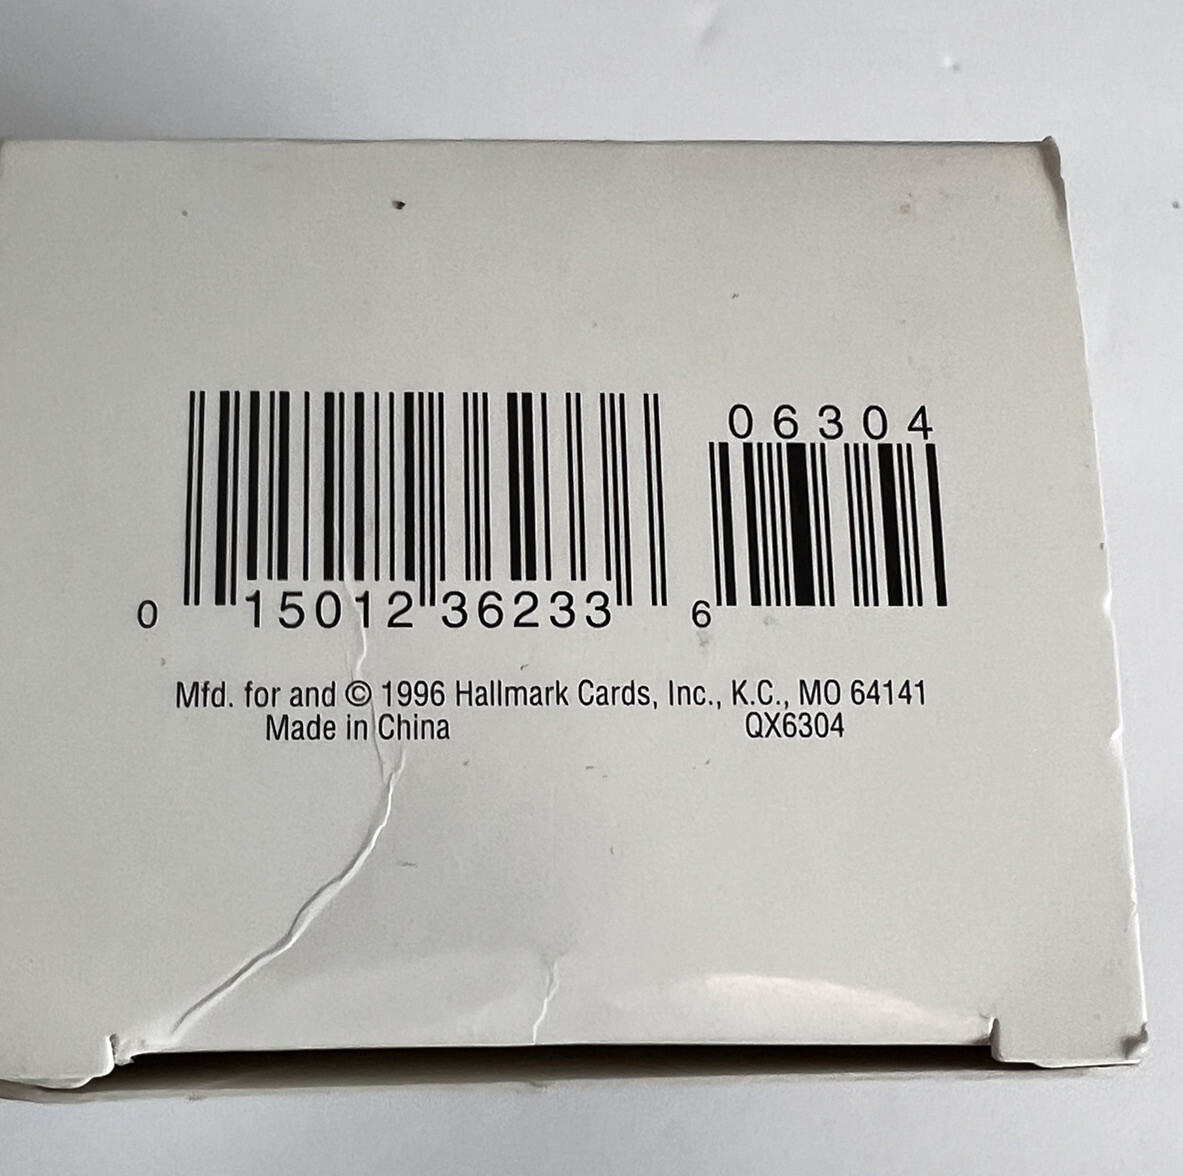 06304
0 15012 36233 6
Mfd. for and © 1996 Hallmark Cards, Inc., K.C., MO 64141
Made in China QX6304